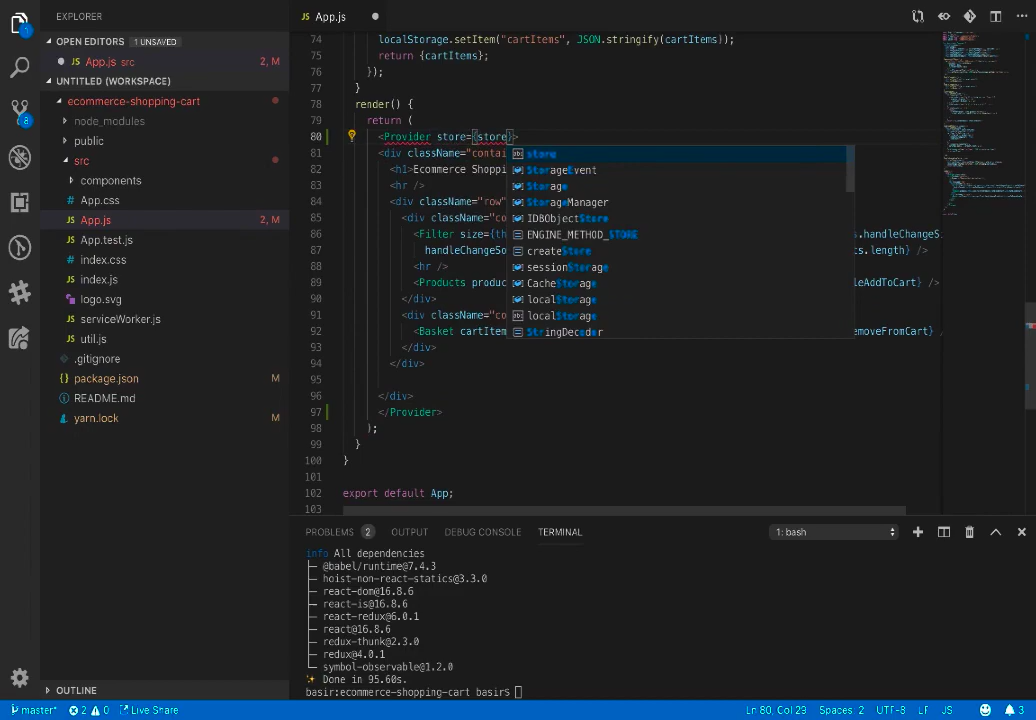 EXPLORER
OPEN EDITORS 1 UNSAVED
App.js src 2, M
UNTITLED (WORKSPACE)
ecommerce-shopping-cart
node_modules
public
src
components
App.css
JS App.js 2, M
JS App.test.js
index.css
JS index.js
logo.svg
JS serviceWorker.js
JS util.js
.gitignore
{} package.json M
README.md
yarn.lock M
OUTLINE
JS App.js
74 localStorage.setItem("cartItems", JSON.stringify(cartItems));
75 return {cartItems};
76 });
77 }
78 render() {
79 return (
80 <Provider store={store}>
81 <div className="contai
82 <h1>Ecommerce Shoppi
83 <hr />
84 <div className="row"
85 <div className="co
86 <Filter size={th s.handleChangeSi
87 handleChangeSo ts.length} />
88 <hr />
89 <Products produc leAddToCart} />
90 </div>
91 <div className="co
92 <Basket cartItem emoveFromCart} />
93 </div>
94 </div>
95
96 </div>
97 </Provider>
98 );
99 }
100 }
101
102 export default App;
103
store
StorageEvent
Storage
StorageManager
IDBObjectStore
ENGINE_METHOD_STORE
createStore
sessionStorage
CacheStorage
localStorage
localStorage
StringDecoder
PROBLEMS 2 OUTPUT DEBUG CONSOLE TERMINAL 1: bash
info All dependencies
├─ @babel/runtime@7.4.3
├─ hoist-non-react-statics@3.3.0
├─ react-dom@16.8.6
├─ react-is@16.8.6
├─ react-redux@6.0.1
├─ react@16.8.6
├─ redux-thunk@2.3.0
├─ redux@4.0.1
└─ symbol-observable@1.2.0
✨ Done in 95.60s.
basir:ecommerce-shopping-cart basir$
master* 2 0 Live Share Ln 80, Col 29 Spaces: 2 UTF-8 LF JS 3